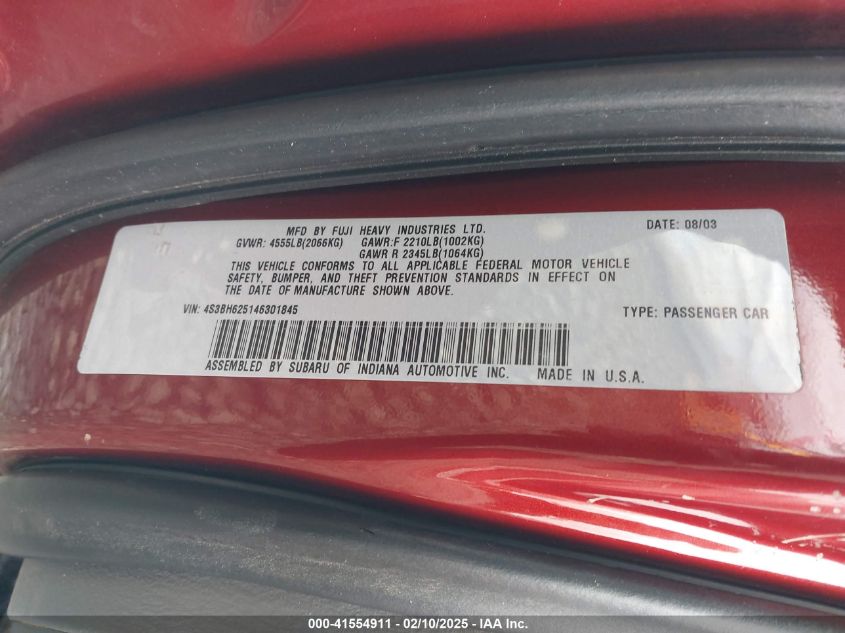 MFD BY FUJI HEAVY INDUSTRIES LTD. DATE: 08/03
GVWR: 4555LB(2066KG) GAWR:F 2210LB(1002KG)
GAWR R 2345LB(1064KG)
THIS VEHICLE CONFORMS TO ALL APPLICABLE FEDERAL MOTOR VEHICLE
SAFETY, BUMPER, AND THEFT PREVENTION STANDARDS IN EFFECT ON
THE DATE OF MANUFACTURE SHOWN ABOVE.
VIN: 4S3BH625146301845 TYPE: PASSENGER CAR
ASSEMBLED BY SUBARU OF INDIANA AUTOMOTIVE INC. MADE IN U.S.A.
000-41554911 — 02/10/2025 — IAA Inc.